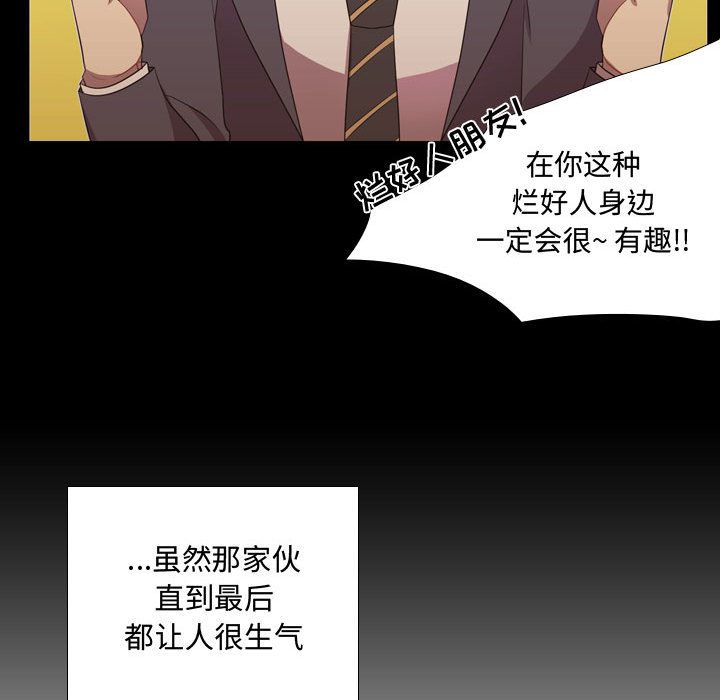 烂好人朋友!
在你这种
烂好人身边
一定会很~有趣!!
...虽然那家伙
直到最后
都让人很生气